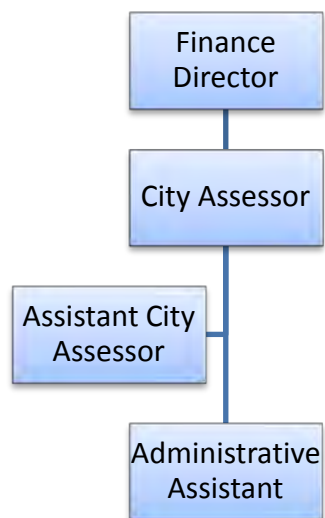 Finance
Director
City Assessor
Assistant City
Assessor
Administrative
Assistant